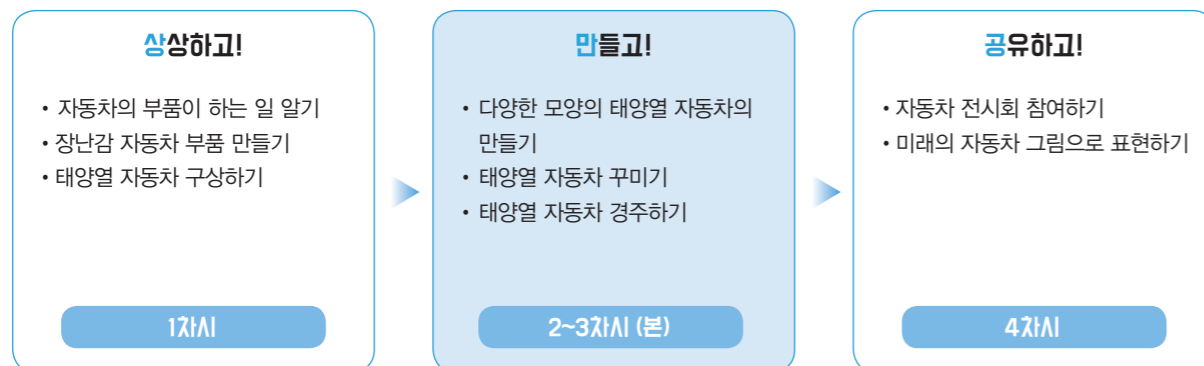 상상하고!
• 자동차의 부품이 하는 일 알기
• 장난감 자동차 부품 만들기
• 태양열 자동차 구상하기
1차시
만들고!
• 다양한 모양의 태양열 자동차의
만들기
• 태양열 자동차 꾸미기
• 태양열 자동차 경주하기
2~3차시 (본)
공유하고!
• 자동차 전시회 참여하기
• 미래의 자동차 그림으로 표현하기
4차시